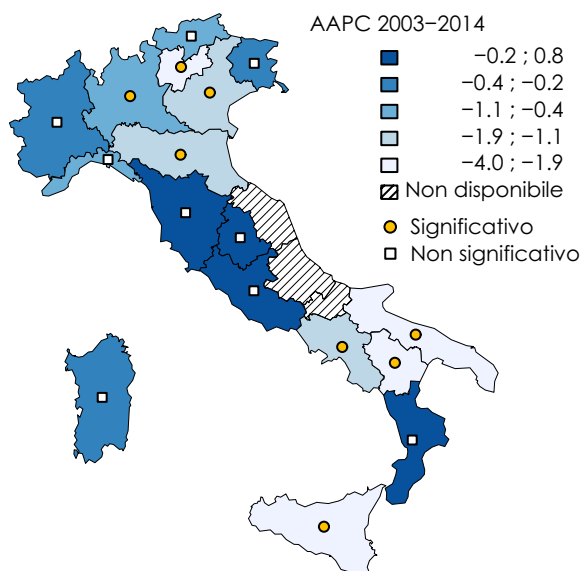 AAPC 2003−2014
−0.2 ; 0.8
−0.4 ; −0.2
−1.1 ; −0.4
−1.9 ; −1.1
−4.0 ; −1.9
Non disponibile
Significativo
Non significativo